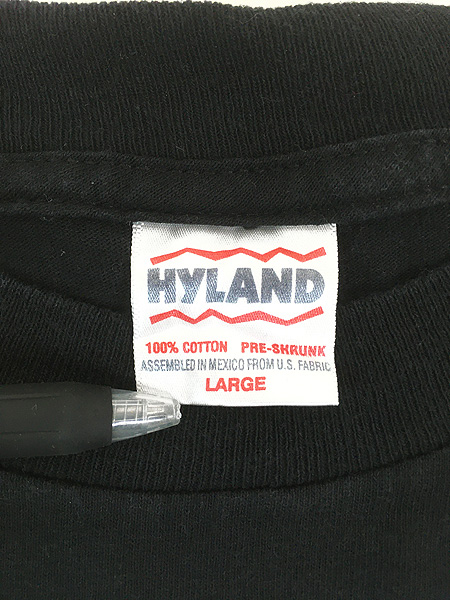 HYLAND
100% COTTON PRE-SHRUNK
ASSEMBLED IN MEXICO FROM U.S. FABRIC
LARGE